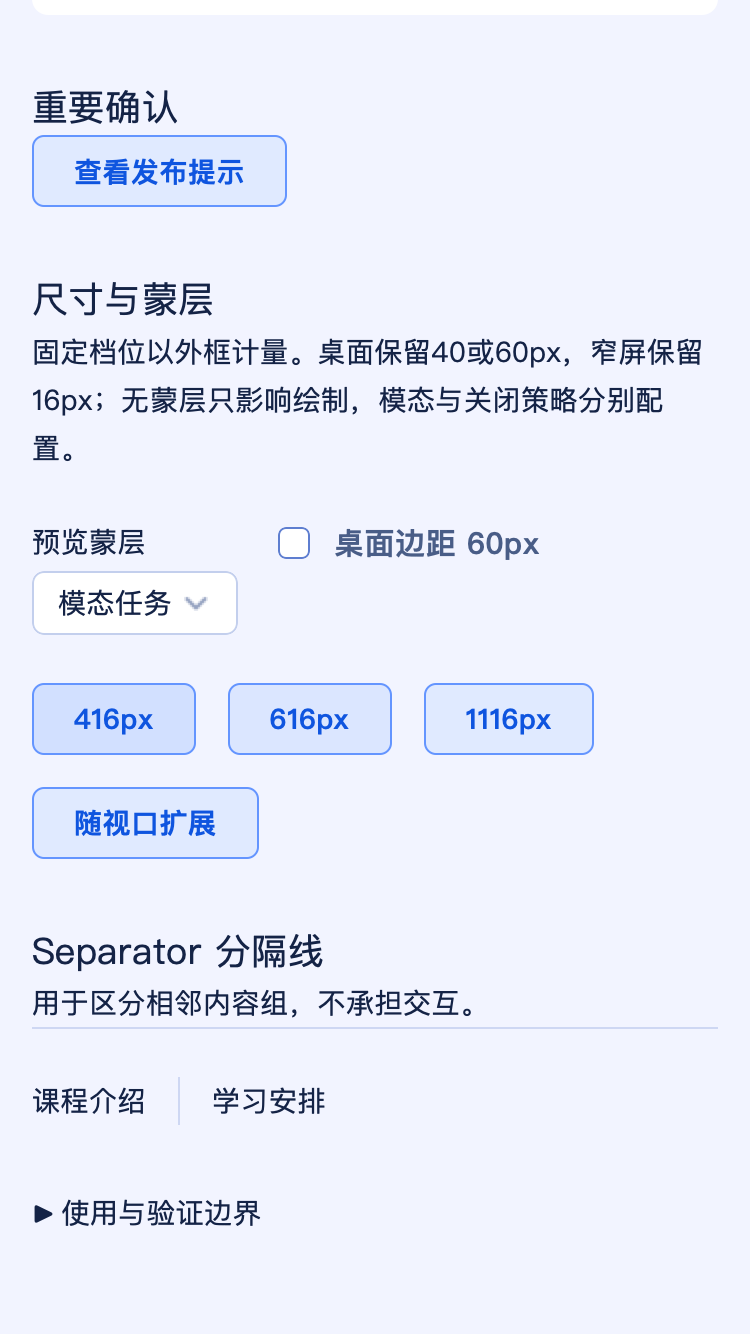 重要确认
查看发布提示
尺寸与蒙层
固定档位以外框计量。桌面保留40或60px，窄屏保留
16px；无蒙层只影响绘制，模态与关闭策略分别配
置。
预览蒙层
桌面边距 60px
模态任务
416px
616px
1116px
随视口扩展
Separator 分隔线
用于区分相邻内容组，不承担交互。
课程介绍
学习安排
使用与验证边界